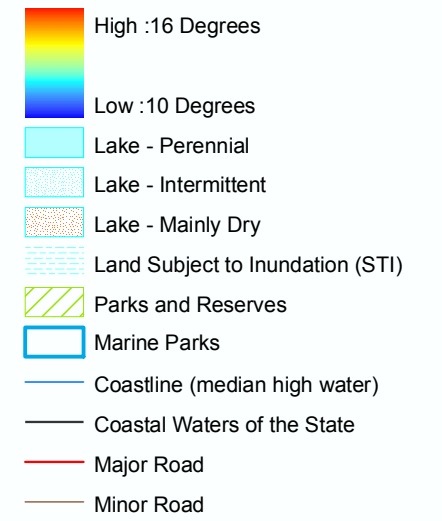 High :16 Degrees
Low :10 Degrees
Lake - Perennial
Lake - Intermittent
Lake - Mainly Dry
Land Subject to Inundation (STI)
Parks and Reserves
Marine Parks
Coastline (median high water)
Coastal Waters of the State
Major Road
Minor Road